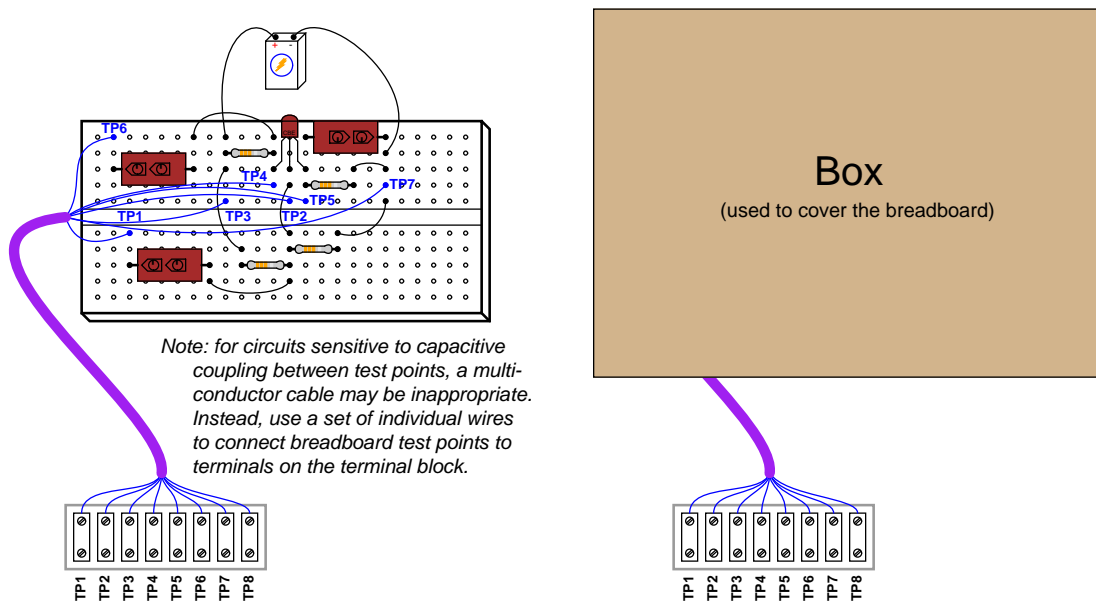 + -
TP6
CBE
TP4
TP7
TP5
TP1
TP3
TP2
Note: for circuits sensitive to capacitive
coupling between test points, a multi-
conductor cable may be inappropriate.
Instead, use a set of individual wires
to connect breadboard test points to
terminals on the terminal block.
TP1
TP2
TP3
TP4
TP5
TP6
TP7
TP8
Box
(used to cover the breadboard)
TP1
TP2
TP3
TP4
TP5
TP6
TP7
TP8